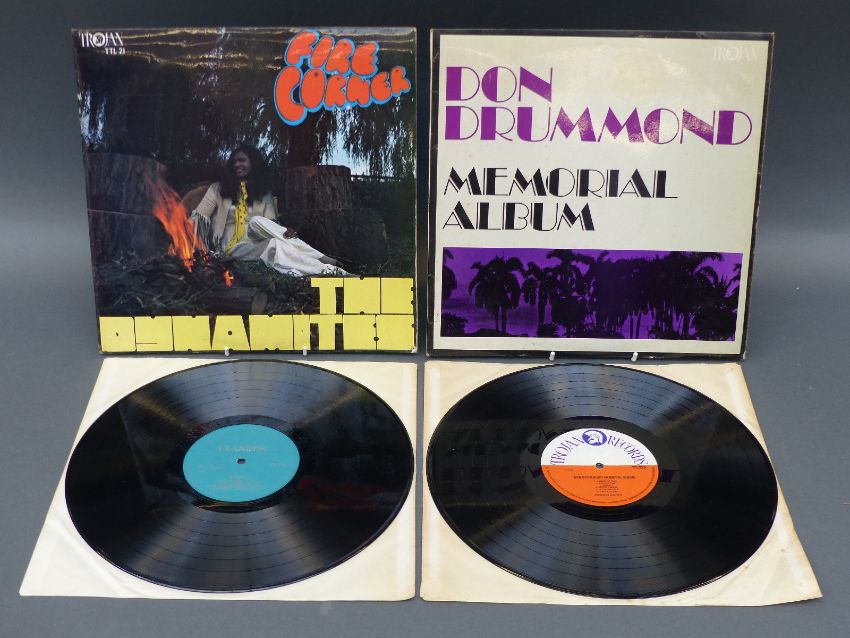 TROJAN
TTL 21
FIRE
CORNER
THE
DYNAMITES
TROJAN
DON
DRUMMOND
MEMORIAL
ALBUM
CLANDISC
TROJAN RECORDS
DON DRUMMOND MEMORIAL ALBUM